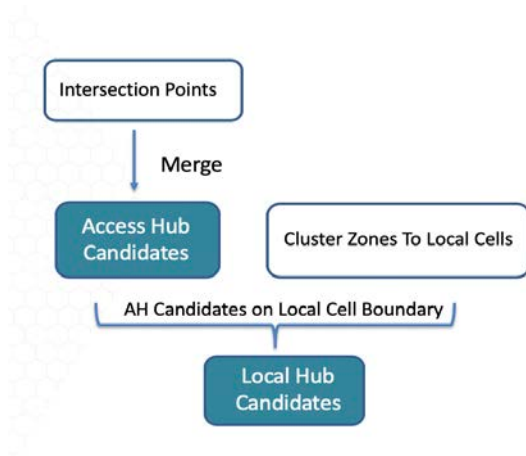 Intersection Points
Merge
Access Hub
Candidates
Cluster Zones To Local Cells
AH Candidates on Local Cell Boundary
Local Hub
Candidates